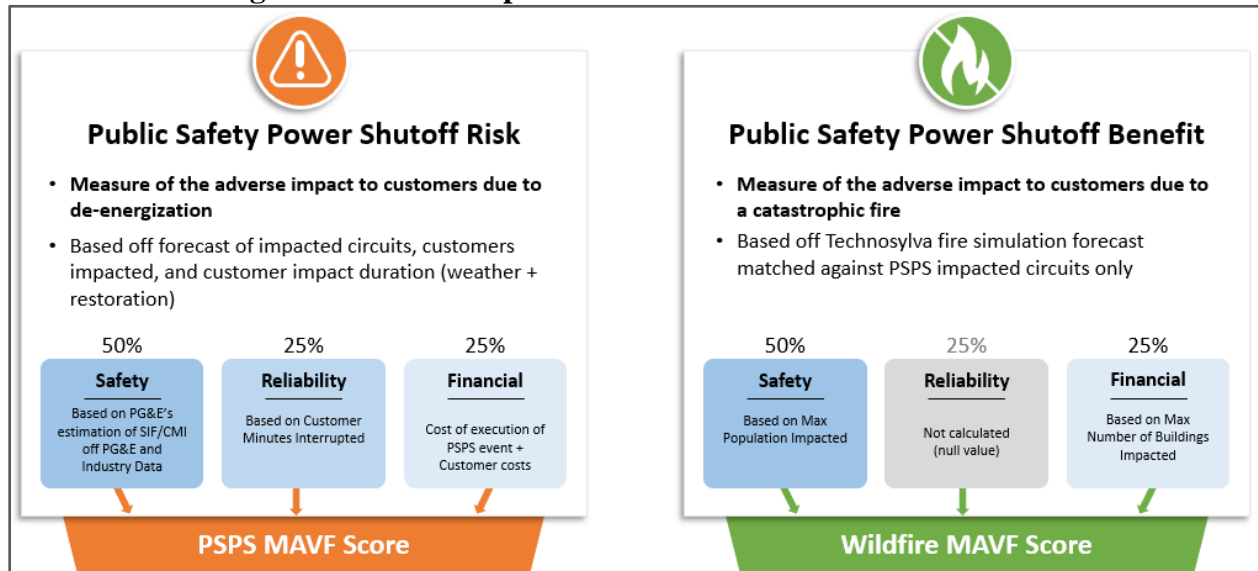 Public Safety Power Shutoff Risk
• Measure of the adverse impact to customers due to
de-energization
• Based off forecast of impacted circuits, customers
impacted, and customer impact duration (weather +
restoration)
50%
Safety
Based on PG&E's
estimation of SIF/CMI
off PG&E and
Industry Data
25%
Reliability
Based on Customer
Minutes Interrupted
25%
Financial
Cost of execution of
PSPS event +
Customer costs
PSPS MAVF Score
Public Safety Power Shutoff Benefit
• Measure of the adverse impact to customers due to
a catastrophic fire
• Based off Technosylva fire simulation forecast
matched against PSPS impacted circuits only
50%
Safety
Based on Max
Population Impacted
25%
Reliability
Not calculated
(null value)
25%
Financial
Based on Max
Number of Buildings
Impacted
Wildfire MAVF Score